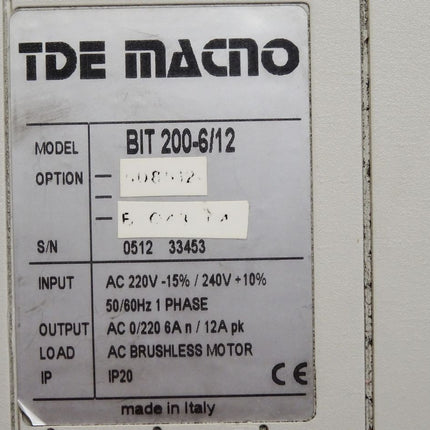 TDE MACNO
MODEL BIT 200-6/12
OPTION –
–
–
S/N 0512 33453
INPUT AC 220V -15% / 240V +10%
50/60Hz 1 PHASE
OUTPUT AC 0/220 6A n / 12A pk
LOAD AC BRUSHLESS MOTOR
IP IP20 CE
made in Italy